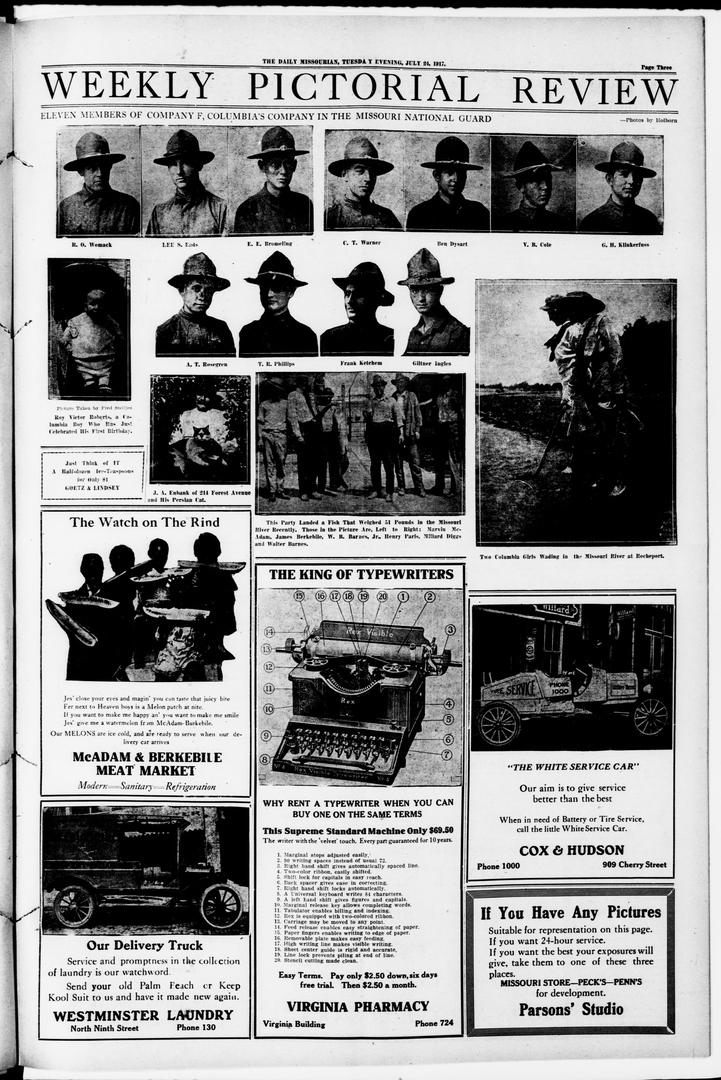 THE DAILY MISSOURIAN, TUESDAY EVENING, JULY 24, 1917.
Page Three
WEEKLY PICTORIAL REVIEW
ELEVEN MEMBERS OF COMPANY F, COLUMBIA'S COMPANY IN THE MISSOURI NATIONAL GUARD
—Photos by Holborn
R. O. Womack
LEE S. Eads
E. E. Bromeling
C. T. Warner
Ben Dysart
V. R. Cole
G. H. Klinkerfuss
A. T. Rosegren
T. R. Phillips
Frank Ketchem
Giltner Ingles
Picture Taken by Fred
Roy Victor Roberts, a Co-
lumbia Boy Who Has Just
Celebrated His First Birthday.
Just Think of IT
A Half-dozen Ice-Teaspoons
for Only $1
GOETZ & LINDSEY
J. A. Eubank of 214 Forest Avenue
and His Persian Cat.
This Party Landed a Fish That Weighed 51 Pounds in the Missouri
River Recently. Those in the Picture Are, Left to Right: Marvin Mc-
Adam, James Berkebile, W. B. Barnes, Jr., Henry Paris, Millard Diggs
and Walter Barnes.
Two Columbia Girls Wading in the Missouri River at Rocheport.
The Watch on The Rind
Jes' close your eyes and magin' you can taste that juicy bite
Fer next to Heaven boys is a Melon patch at nite.
If you want to make me happy an' you want to make me smile
Jes' give me a watermelon from McAdam-Barkebile.
Our MELONS are ice cold, and are ready to serve when our de-
livery car arrives
McADAM & BERKEBILE
MEAT MARKET
Modern—Sanitary—Refrigeration
Our Delivery Truck
Service and promptness in the collection
of laundry is our watchword.
Send your old Palm Beach or Keep
Kool Suit to us and have it made new again.
WESTMINSTER LAUNDRY
North Ninth Street Phone 130
THE KING OF TYPEWRITERS
15 16 17 18 19 20 1 2
14 3
13
12
11 4
10 5
9 6
8 7
Rex Visible
Rex
Rex Visible Typewriter No 4
WHY RENT A TYPEWRITER WHEN YOU CAN
BUY ONE ON THE SAME TERMS
This Supreme Standard Machine Only $69.50
The writer with the 'velvet' touch. Every part guaranteed for 10 years.
1. Marginal stops adjusted easily.
2. 80 writing spaces instead of usual 72.
3. Right hand shift gives automatically spaced line.
4. Two-color ribbon, easily shifted.
5. Shift lock for capitals in easy reach.
6. Back spacer gives ease in correcting.
7. Right hand shift locks automatically.
8. A Universal keyboard writes 84 characters.
9. A left hand shift gives figures and capitals.
10. Marginal release key allows completing words.
11. Tabulator enables billing and indexing.
12. Rex is equipped with two-colored ribbon.
13. Carriage may be moved to any point.
14. Feed release enables easy straightening of paper.
15. Paper fingers enables writing to edge of paper.
16. Removable plate makes easy feeding.
17. High writing line makes visible writing.
18. Sheet center guide is rigid and accurate.
19. Line lock prevents piling at end of line.
20. Stencil cutting made clean.
Easy Terms. Pay only $2.50 down, six days
free trial. Then $2.50 a month.
VIRGINIA PHARMACY
Virginia Building Phone 724
Willard
SERVICE
PHONE
1000
"THE WHITE SERVICE CAR"
Our aim is to give service
better than the best
When in need of Battery or Tire Service,
call the little White Service Car.
COX & HUDSON
Phone 1000 909 Cherry Street
If You Have Any Pictures
Suitable for representation on this page.
If you want 24-hour service.
If you want the best your exposures will
give, take them to one of these three
places.
MISSOURI STORE—PECK'S—PENN'S
for development.
Parsons' Studio